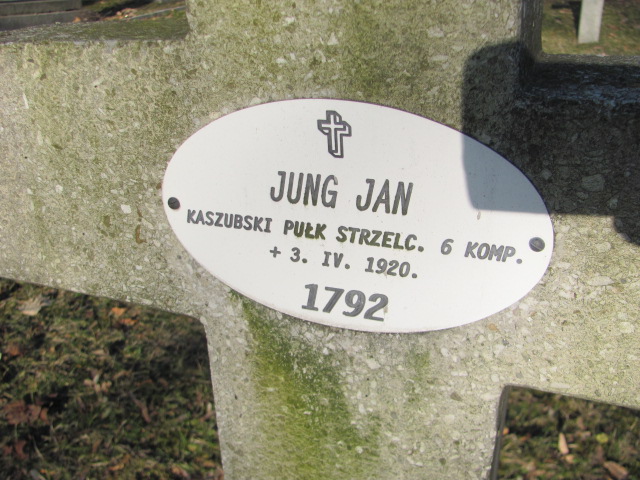 JUNG JAN
KASZUBSKI PUŁK STRZELC. 6 KOMP.
+ 3. IV. 1920.
1792